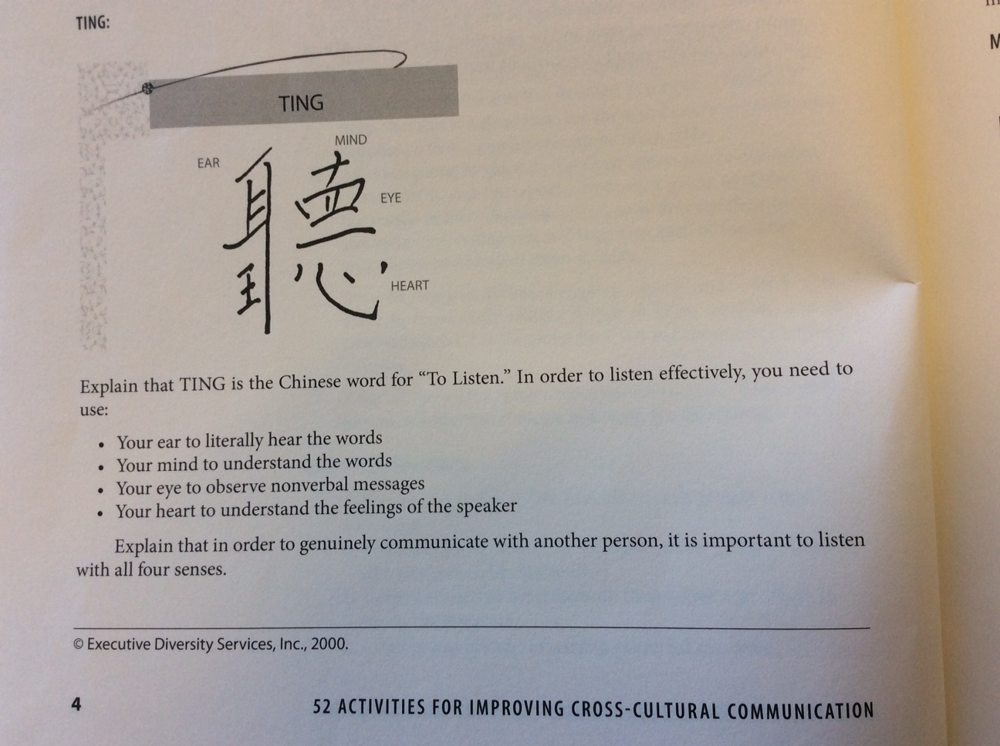 TING:
TING
MIND
EAR
聽
EYE
HEART
Explain that TING is the Chinese word for “To Listen.” In order to listen effectively, you need to
use:
• Your ear to literally hear the words
• Your mind to understand the words
• Your eye to observe nonverbal messages
• Your heart to understand the feelings of the speaker
Explain that in order to genuinely communicate with another person, it is important to listen
with all four senses.
© Executive Diversity Services, Inc., 2000.
4 52 ACTIVITIES FOR IMPROVING CROSS-CULTURAL COMMUNICATION